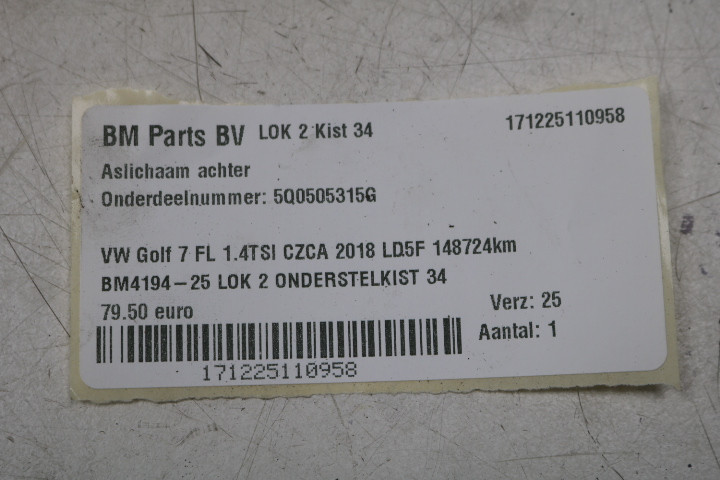 BM Parts BV LOK 2 Kist 34 171225110958
Aslichaam achter
Onderdeelnummer: 5Q0505315G
VW Golf 7 FL 1.4TSI CZCA 2018 LD5F 148724km
BM4194-25 LOK 2 ONDERSTELKIST 34
79.50 euro Verz: 25
Aantal: 1
171225110958